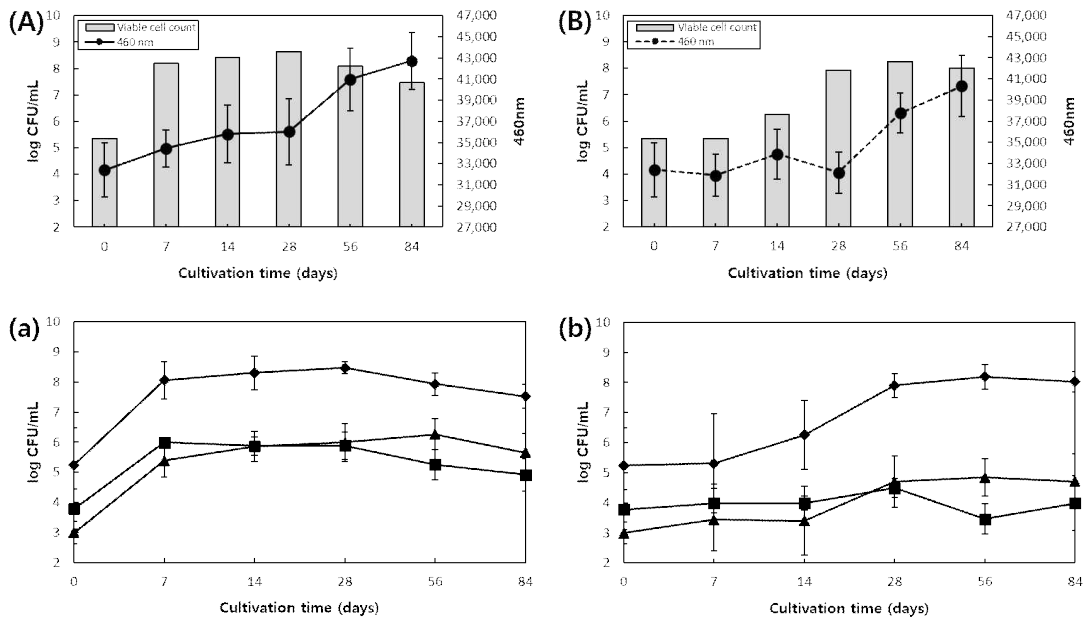 (A)
Viable cell count
460 nm
10
9
8
7
6
5
4
3
2
log CFU/mL
47,000
45,000
43,000
41,000
39,000
37,000
35,000
33,000
31,000
29,000
27,000
460nm
0 7 14 28 56 84
Cultivation time (days)
(B)
Viable cell count
460 nm
10
9
8
7
6
5
4
3
2
log CFU/mL
47,000
45,000
43,000
41,000
39,000
37,000
35,000
33,000
31,000
29,000
27,000
460nm
0 7 14 28 56 84
Cultivation time (days)
(a)
10
9
8
7
6
5
4
3
2
log CFU/mL
0 7 14 28 56 84
Cultivation time (days)
(b)
10
9
8
7
6
5
4
3
2
log CFU/mL
0 7 14 28 56 84
Cultivation time (days)